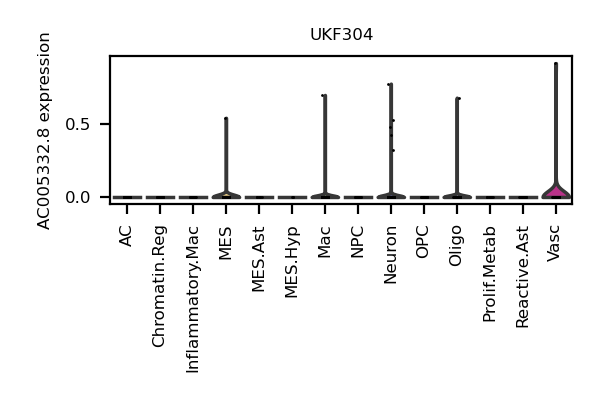 UKF304
AC005332.8 expression
0.5
0.0
AC
Chromatin.Reg
Inflammatory.Mac
MES
MES.Ast
MES.Hyp
Mac
NPC
Neuron
OPC
Oligo
Prolif.Metab
Reactive.Ast
Vasc